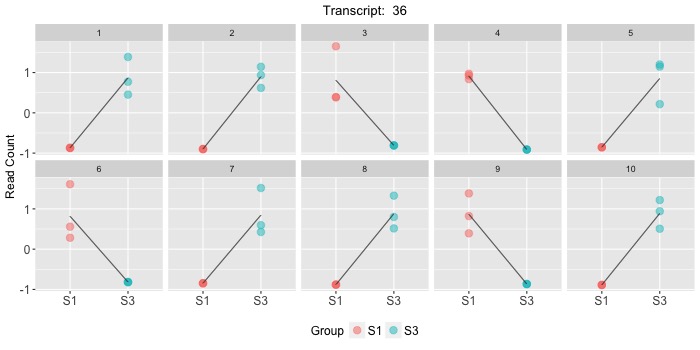 Transcript: 36
1 2 3 4 5
1
0
-1
Read Count
6 7 8 9 10
1
0
-1
S1 S3 S1 S3 S1 S3 S1 S3 S1 S3
Group S1 S3